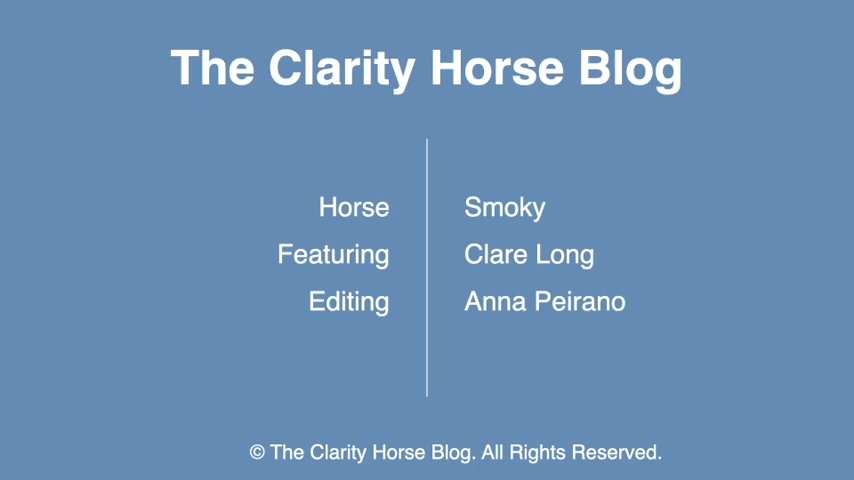 The Clarity Horse Blog
Horse Smoky
Featuring Clare Long
Editing Anna Peirano
© The Clarity Horse Blog. All Rights Reserved.